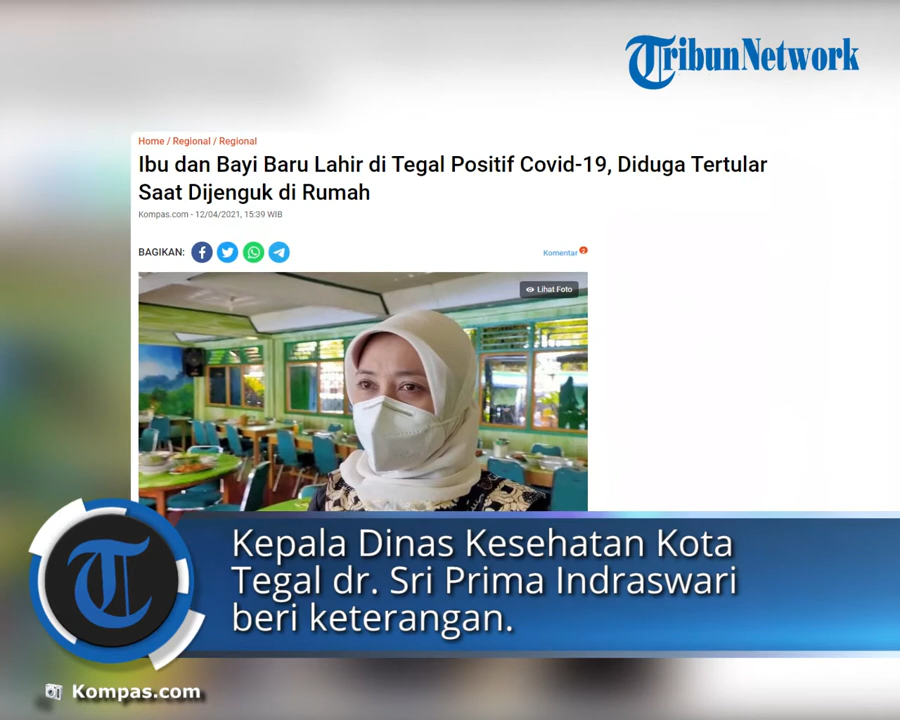 TribunNetwork
Home / Regional / Regional
Ibu dan Bayi Baru Lahir di Tegal Positif Covid-19, Diduga Tertular
Saat Dijenguk di Rumah
Kompas.com - 12/04/2021, 15:39 WIB
BAGIKAN:
Komentar 2
Lihat Foto
Kepala Dinas Kesehatan Kota
Tegal dr. Sri Prima Indraswari
beri keterangan.
T
Kompas.com